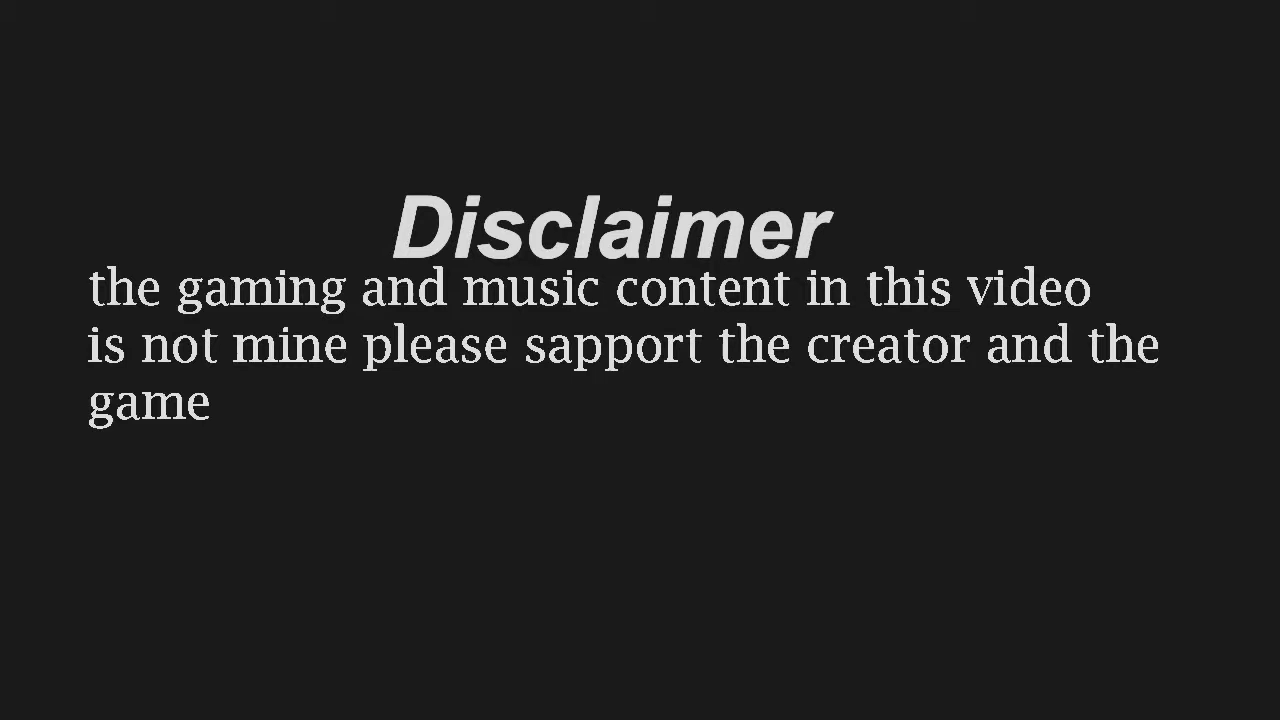 Disclaimer
the gaming and music content in this video
is not mine please sapport the creator and the
game